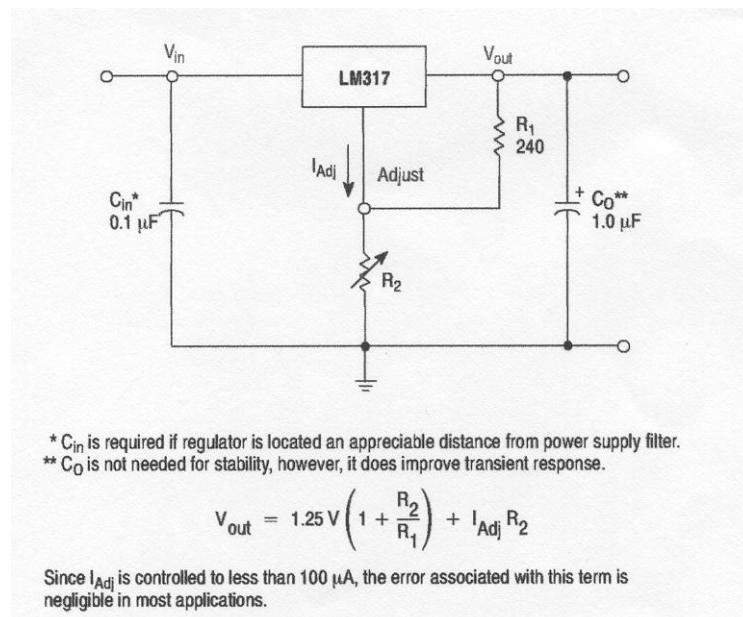 Vin
Vout
LM317
R1
240
IAdj
Adjust
Cin*
0.1 µF
+ CO**
1.0 µF
R2
* Cin is required if regulator is located an appreciable distance from power supply filter.
** CO is not needed for stability, however, it does improve transient response.
Vout = 1.25 V ( 1 + R2/R1 ) + IAdj R2
Since IAdj is controlled to less than 100 µA, the error associated with this term is
negligible in most applications.